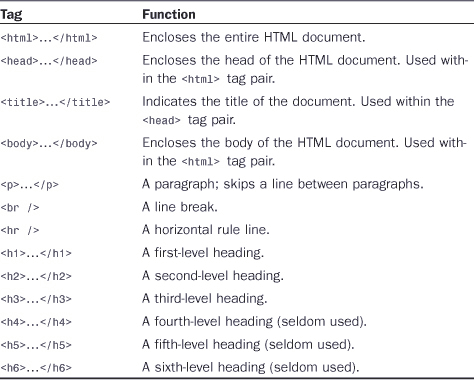 Tag Function
<html>...</html> Encloses the entire HTML document.
<head>...</head> Encloses the head of the HTML document. Used with-
in the <html> tag pair.
<title>...</title> Indicates the title of the document. Used within the
<head> tag pair.
<body>...</body> Encloses the body of the HTML document. Used with-
in the <html> tag pair.
<p>...</p> A paragraph; skips a line between paragraphs.
<br /> A line break.
<hr /> A horizontal rule line.
<h1>...</h1> A first-level heading.
<h2>...</h2> A second-level heading.
<h3>...</h3> A third-level heading.
<h4>...</h4> A fourth-level heading (seldom used).
<h5>...</h5> A fifth-level heading (seldom used).
<h6>...</h6> A sixth-level heading (seldom used).